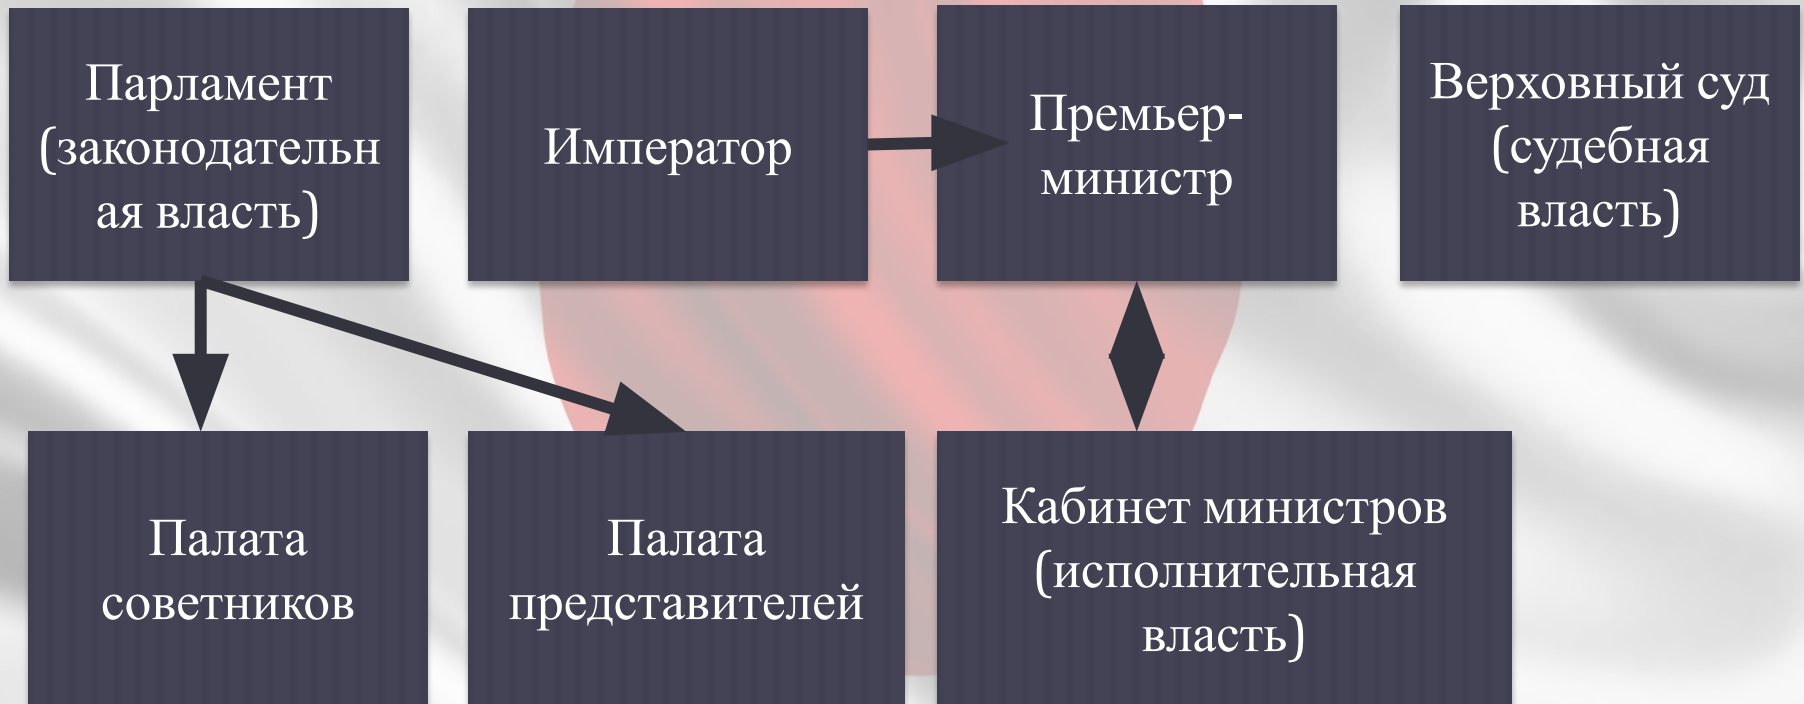 Парламент
(законодательн
ая власть)
Император
Премьер-
министр
Верховный суд
(судебная
власть)
Палата
советников
Палата
представителей
Кабинет министров
(исполнительная
власть)